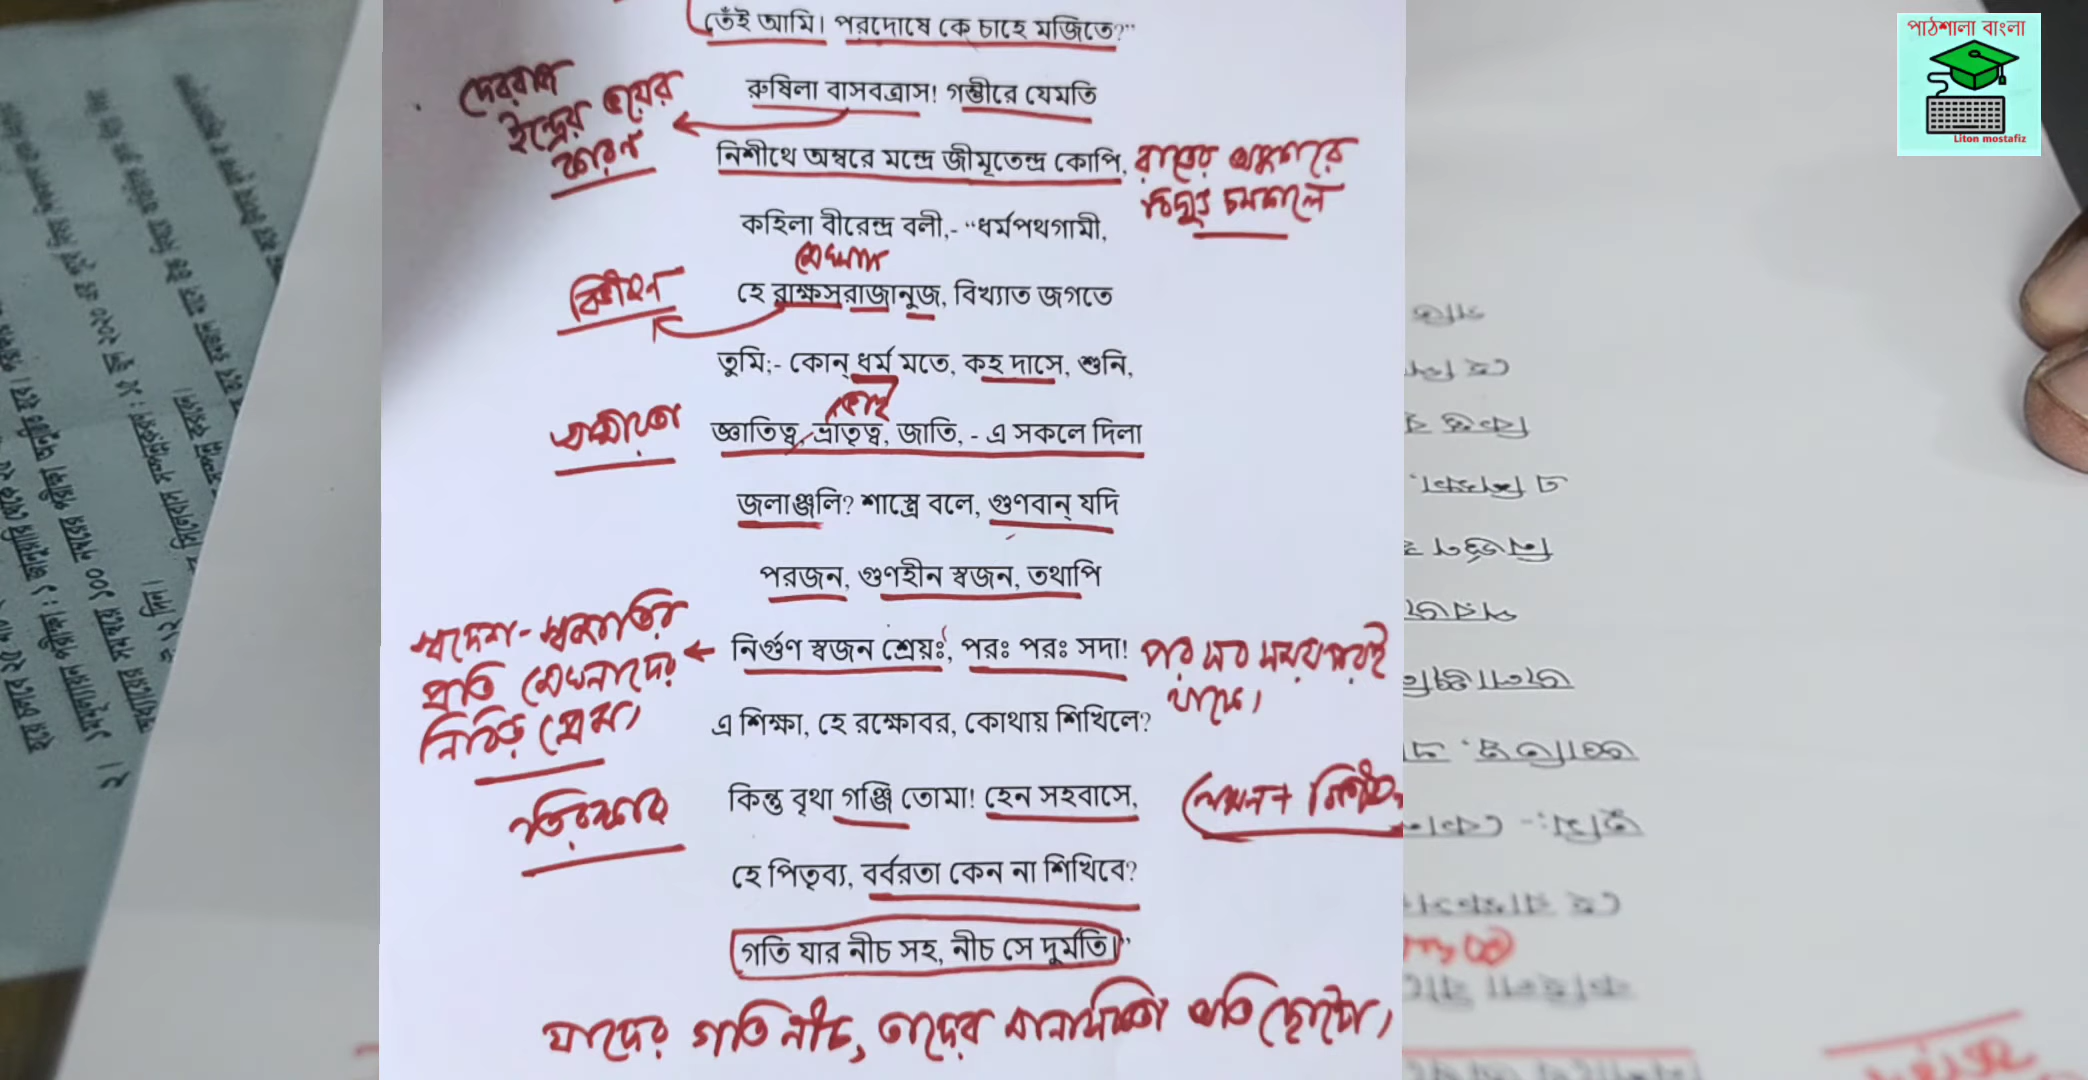 পাঠশালা বাংলা
Liton mostafiz
তেঁই আমি। পরদোষে কে চাহে মজিতে?”
রুষিলা বাসবত্রাস! গম্ভীরে যেমতি
দেবরাজ
ইন্দ্রের ভয়ের
কারণ
নিশীথে অম্বরে মন্দ্রে জীমূতেন্দ্র কোপি,
রাতের অন্ধকারে
বিদ্যুৎ চমকালে
কহিলা বীরেন্দ্র বলী,- “ধর্মপথগামী,
মেঘনাদ
হে রাক্ষসরাজানুজ, বিখ্যাত জগতে
বিভীষণ
তুমি;- কোন্ ধর্ম মতে, কহ দাসে, শুনি,
জ্ঞাতিত্ব, ভ্রাতৃত্ব, জাতি, - এ সকলে দিলা
জলাঞ্জলি? শাস্ত্রে বলে, গুণবান্ যদি
পরজন, গুণহীন স্বজন, তথাপি
নির্গুণ স্বজন শ্রেয়ঃ, পরঃ পরঃ সদা!
স্বদেশ-স্বজাতির
প্রতি মেঘনাদের
নিবিড় প্রেম।
পর সব সময় পরই
থাকে।
এ শিক্ষা, হে রক্ষোবর, কোথায় শিখিলে?
কিন্তু বৃথা গঞ্জি তোমা! হেন সহবাসে,
তিরস্কার
হে পিতৃব্য, বর্বরতা কেন না শিখিবে?
গতি যার নীচ সহ, নীচ সে দুর্মতি।”
যাদের গতি নীচ, তাদের মানসিকতা অতি ছোটো।